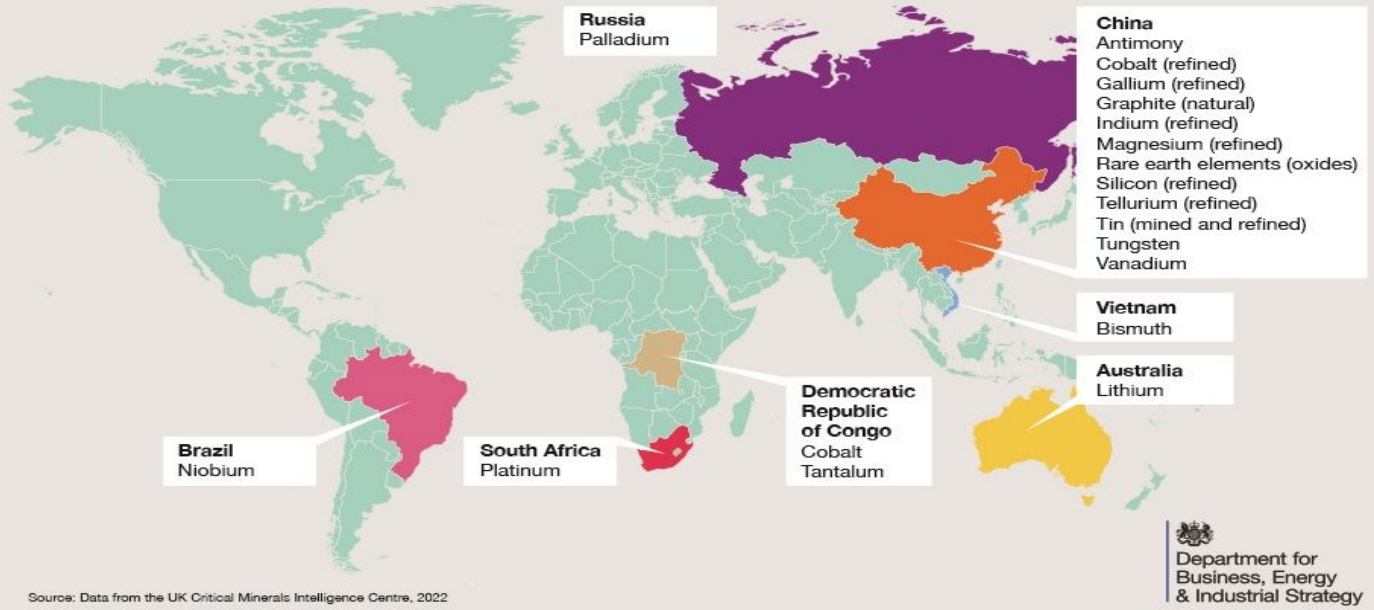 Russia
Palladium
China
Antimony
Cobalt (refined)
Gallium (refined)
Graphite (natural)
Indium (refined)
Magnesium (refined)
Rare earth elements (oxides)
Silicon (refined)
Tellurium (refined)
Tin (mined and refined)
Tungsten
Vanadium
Vietnam
Bismuth
Australia
Lithium
Democratic
Republic
of Congo
Cobalt
Tantalum
Brazil
Niobium
South Africa
Platinum
Department for
Business, Energy
& Industrial Strategy
Source: Data from the UK Critical Minerals Intelligence Centre, 2022